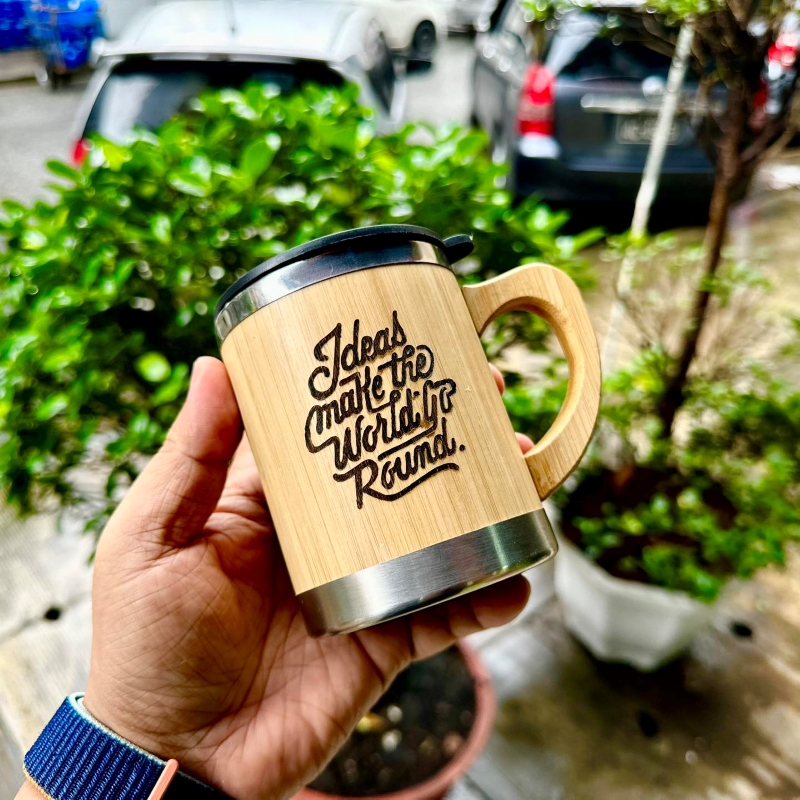 Ideas
make the
World Go
Round.